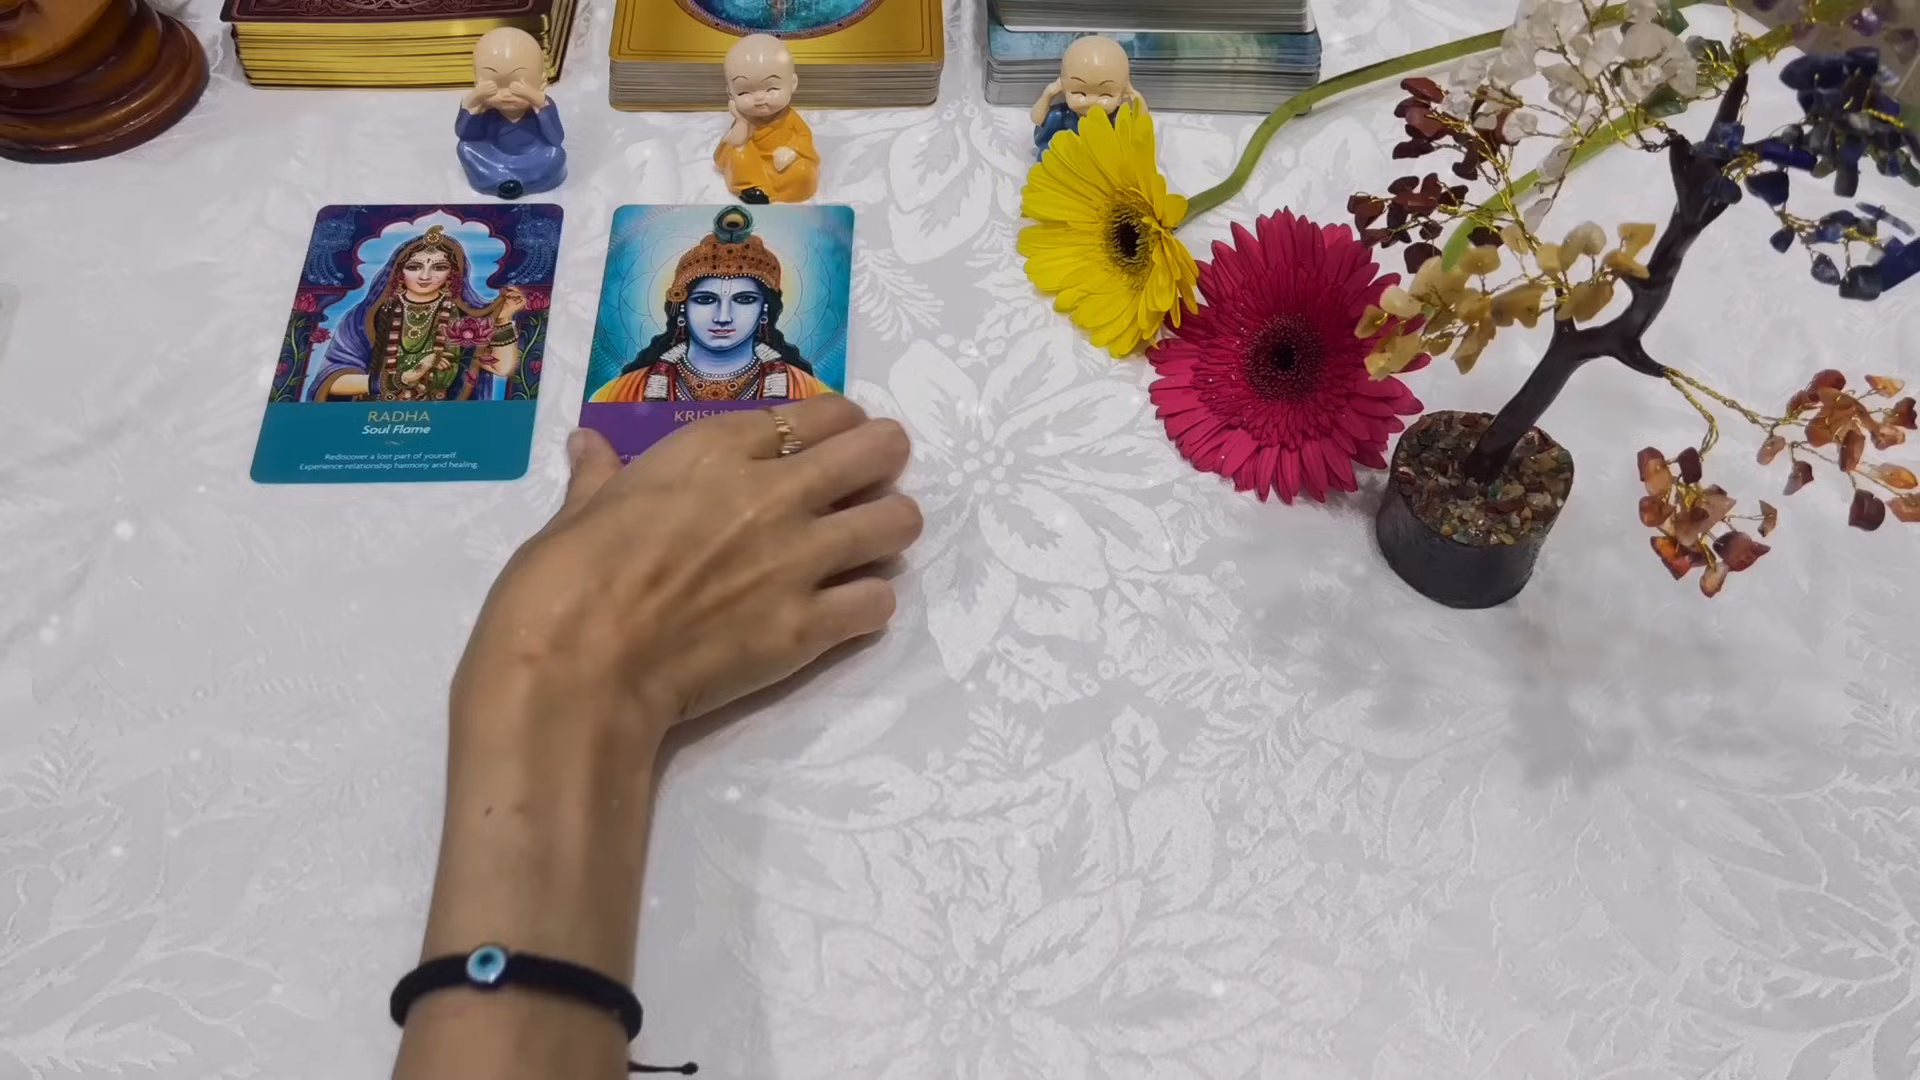 RADHA
Soul Flame
Rediscover a lost part of yourself.
Experience relationship harmony and healing.